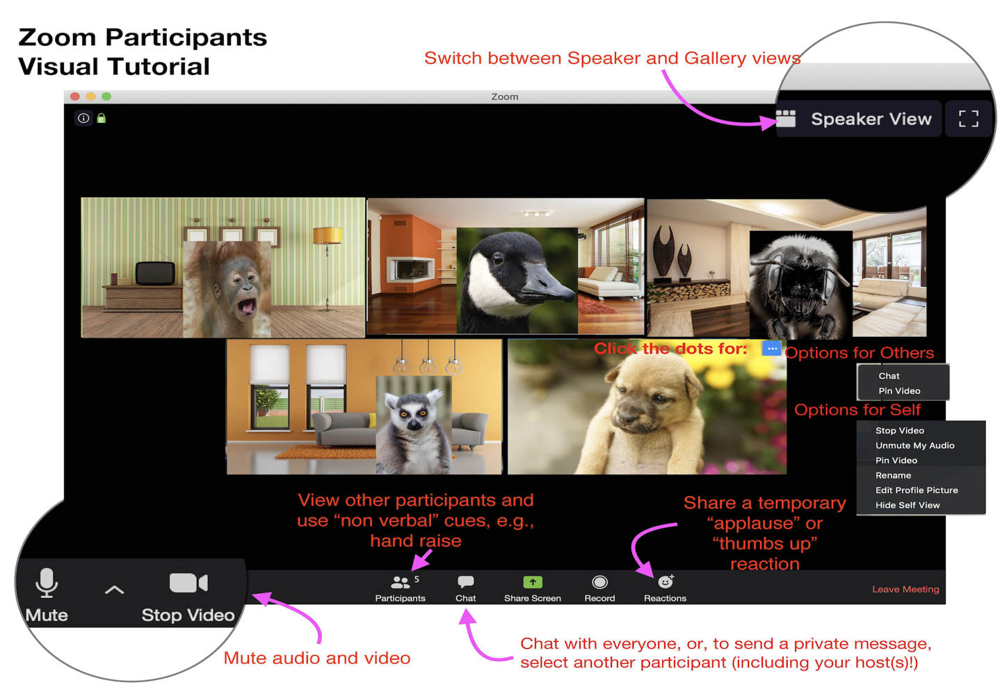 Zoom Participants
Visual Tutorial
Switch between Speaker and Gallery views
Zoom
Speaker View
Click the dots for:
Options for Others
Chat
Pin Video
Options for Self
Stop Video
Unmute My Audio
Pin Video
Rename
Edit Profile Picture
Hide Self View
View other participants and
use “non verbal” cues, e.g.,
hand raise
Share a temporary
“applause” or
“thumbs up”
reaction
Mute
Stop Video
Participants
5
Chat
Share Screen
Record
Reactions
Leave Meeting
Mute audio and video
Chat with everyone, or, to send a private message,
select another participant (including your host(s)!)